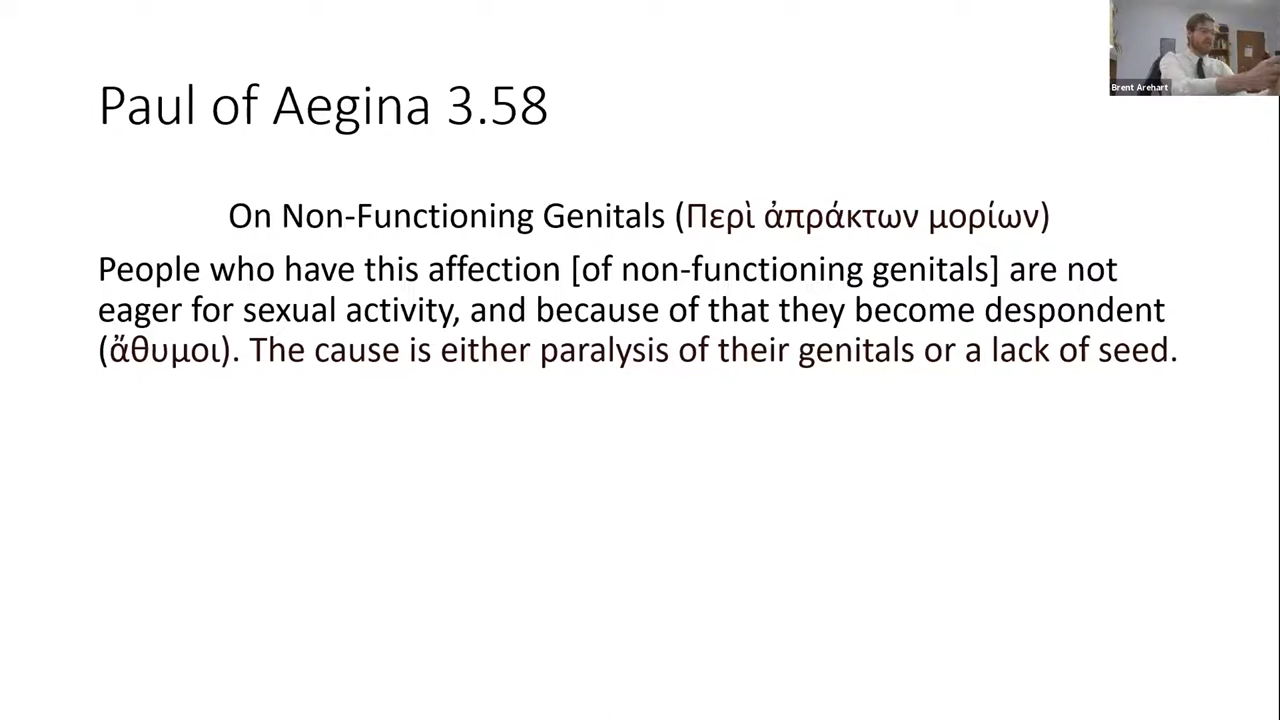 Brent Arehart
Paul of Aegina 3.58
On Non-Functioning Genitals (Περὶ ἀπράκτων μορίων)
People who have this affection [of non-functioning genitals] are not
eager for sexual activity, and because of that they become despondent
(ἄθυμοι). The cause is either paralysis of their genitals or a lack of seed.